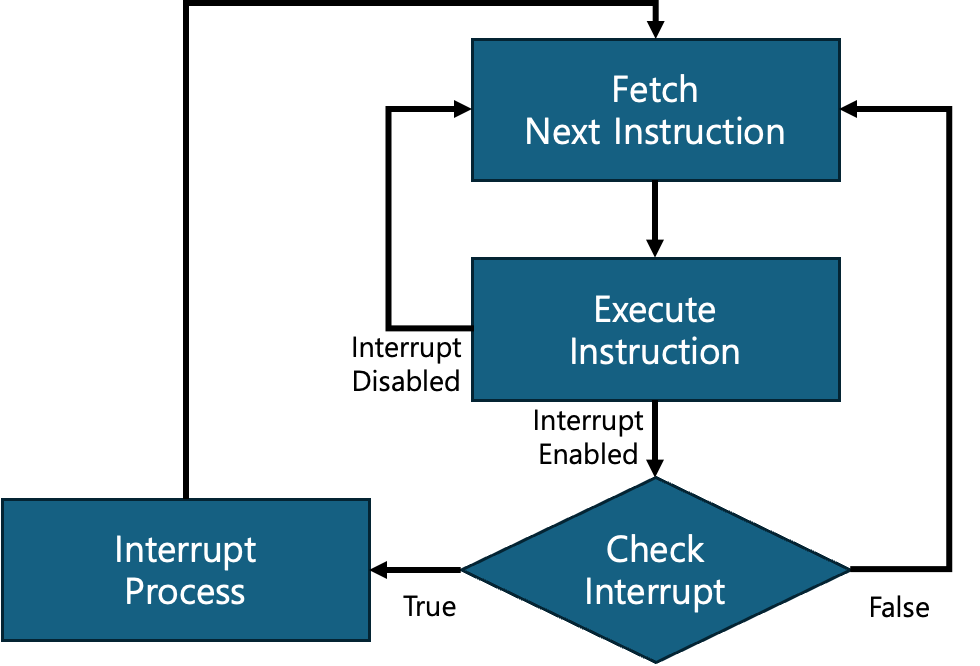 Fetch
Next Instruction
Execute
Instruction
Interrupt
Disabled
Interrupt
Enabled
Interrupt
Process
Check
Interrupt
True
False